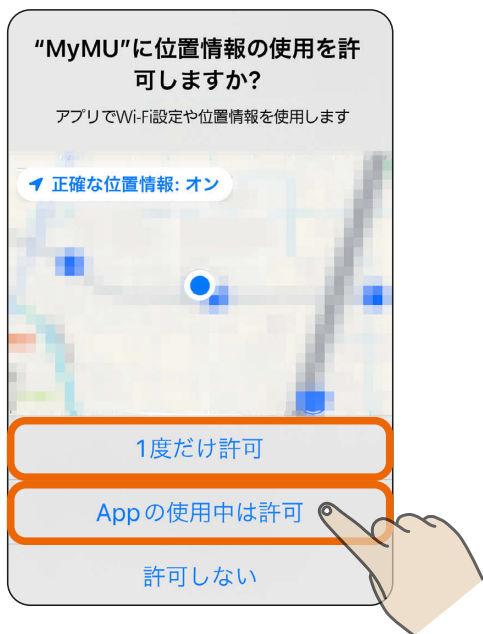 “MyMU”に位置情報の使用を許
可しますか?
アプリでWi-Fi設定や位置情報を使用します
正確な位置情報: オン
1度だけ許可
Appの使用中は許可
許可しない